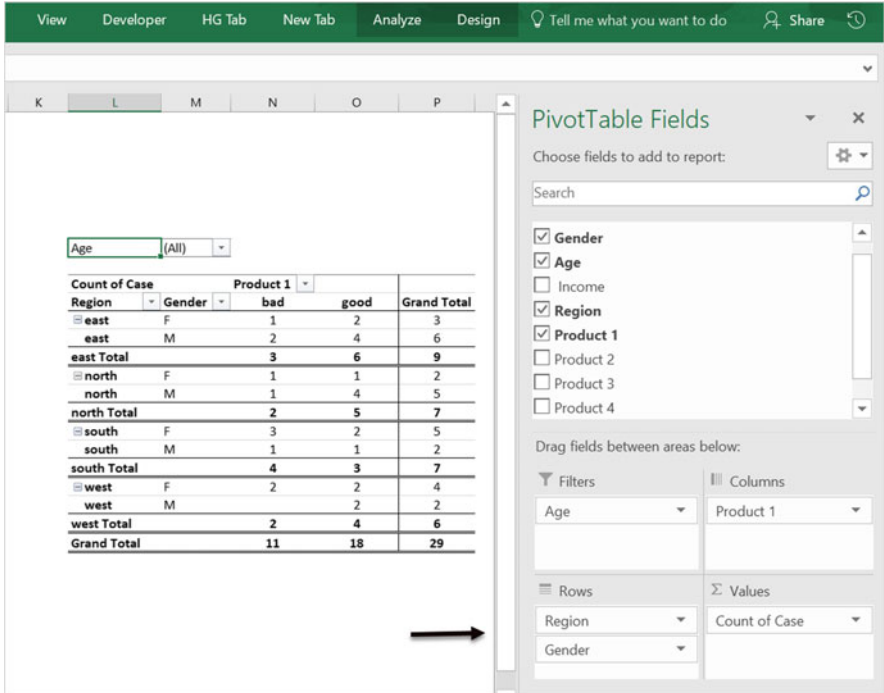 View Developer HG Tab New Tab Analyze Design Tell me what you want to do Share
K L M N O P
Age (All)
Count of Case Product 1
Region Gender bad good Grand Total
east F 1 2 3
east M 2 4 6
east Total 3 6 9
north F 1 1 2
north M 1 4 5
north Total 2 5 7
south F 3 2 5
south M 1 1 2
south Total 4 3 7
west F 2 2 4
west M 2 2
west Total 2 4 6
Grand Total 11 18 29
PivotTable Fields
Choose fields to add to report:
Search
Gender
Age
Income
Region
Product 1
Product 2
Product 3
Product 4
Drag fields between areas below:
Filters
Age
Columns
Product 1
Rows
Region
Gender
Σ Values
Count of Case